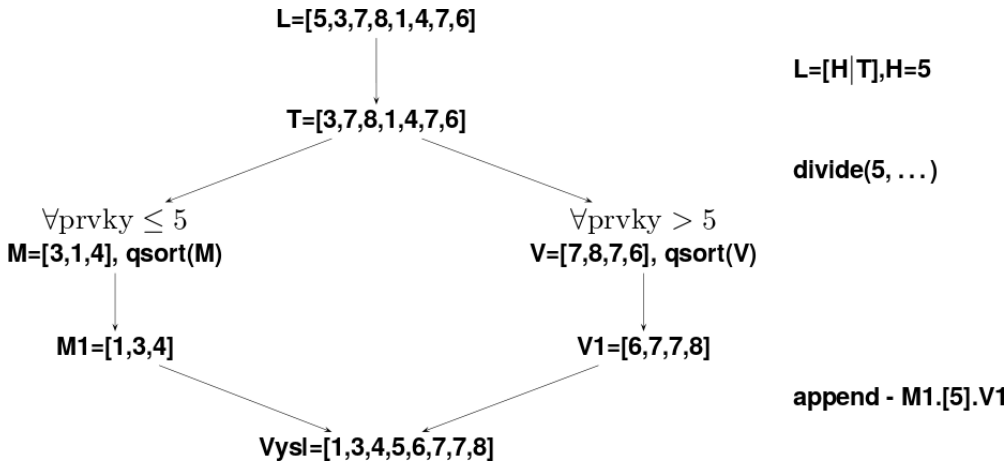 L=[5,3,7,8,1,4,7,6]
L=[H|T],H=5
T=[3,7,8,1,4,7,6]
divide(5, ...)
∀prvky ≤ 5
∀prvky > 5
M=[3,1,4], qsort(M)
V=[7,8,7,6], qsort(V)
M1=[1,3,4]
V1=[6,7,7,8]
append - M1.[5].V1
Vysl=[1,3,4,5,6,7,7,8]